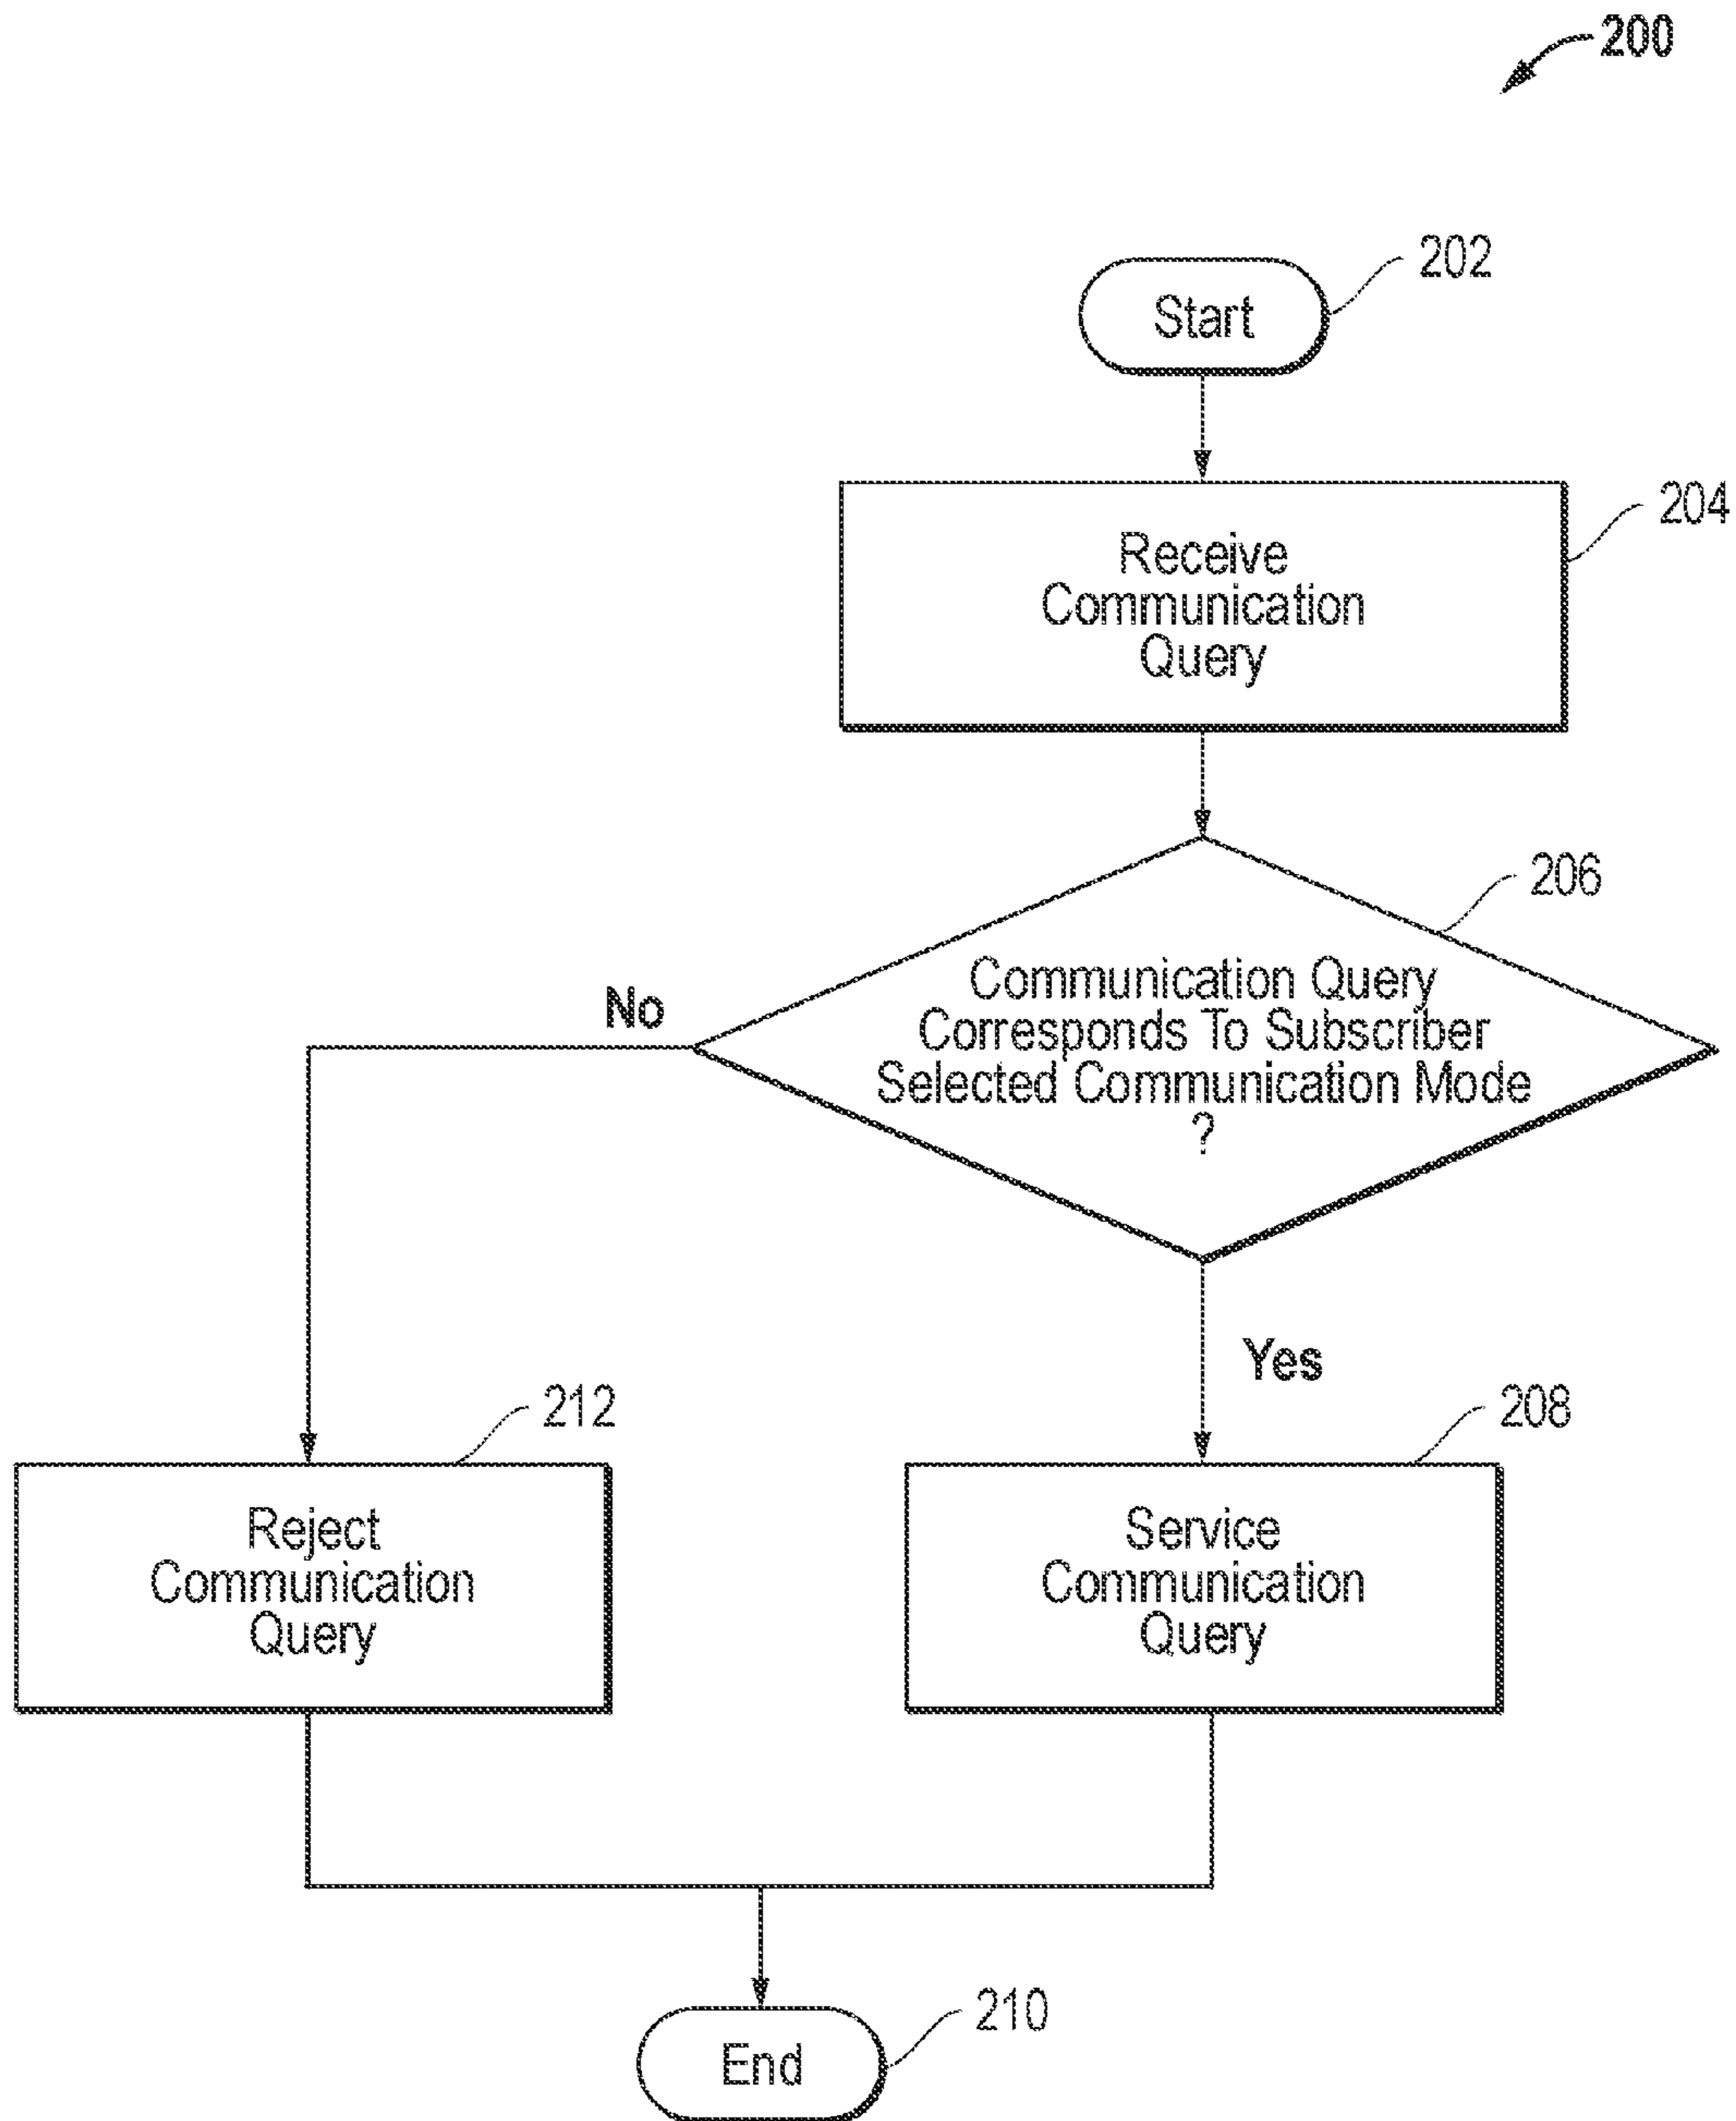 200
202
Start
204
Receive
Communication
Query
206
Communication Query
Corresponds To Subscriber
Selected Communication Mode
?
No
Yes
212
Reject
Communication
Query
208
Service
Communication
Query
210
End